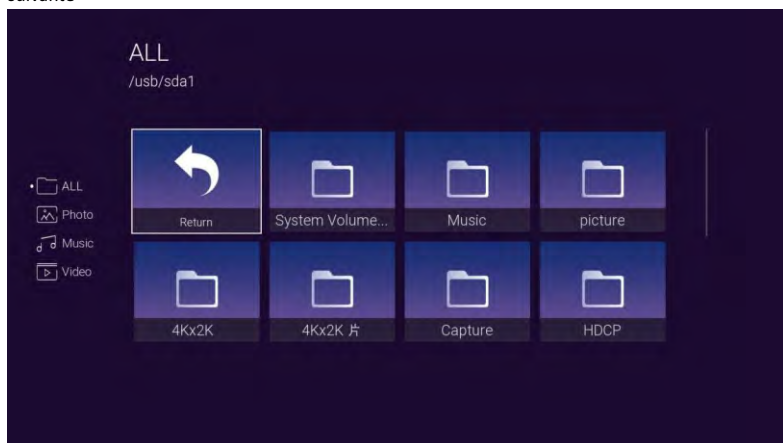 ALL
/usb/sda1
ALL
Photo
Music
Video
Return
System Volume...
Music
picture
4Kx2K
4Kx2K 片
Capture
HDCP